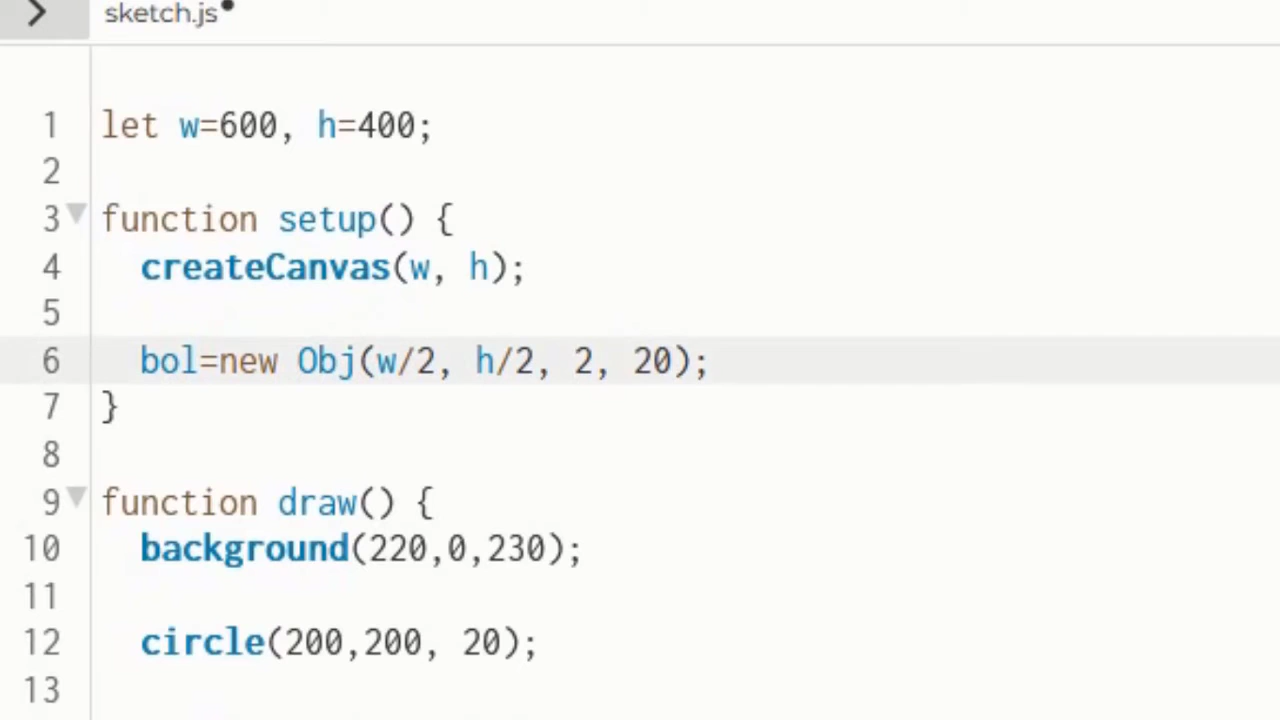 sketch.js
1 let w=600, h=400;
2
3 function setup() {
4 createCanvas(w, h);
5
6 bol=new Obj(w/2, h/2, 2, 20);
7 }
8
9 function draw() {
10 background(220,0,230);
11
12 circle(200,200, 20);
13